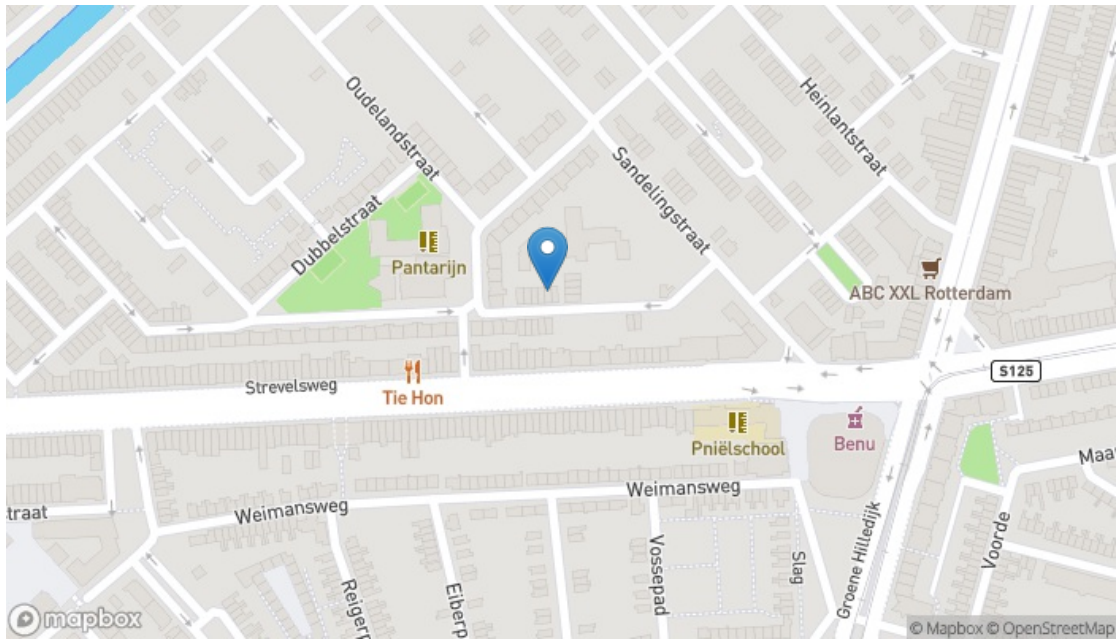 Oudelandstraat
Heinlantstraat
Sandelingstraat
Dubbelstraat
Pantarijn
ABC XXL Rotterdam
Strevelsweg
Tie Hon
S125
Pniëlschool
Benu
Maas
Weimansweg
Weimansweg
straat
Voorde
Vossepad
Slag
Groene Hilledijk
Reigerp
Eiberp
mapbox
© Mapbox © OpenStreetMap